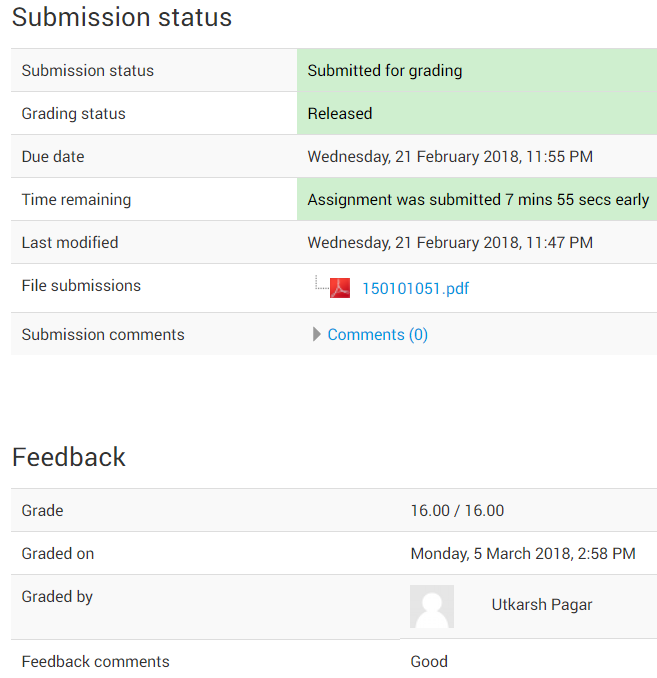 Submission status
Submission status Submitted for grading
Grading status Released
Due date Wednesday, 21 February 2018, 11:55 PM
Time remaining Assignment was submitted 7 mins 55 secs early
Last modified Wednesday, 21 February 2018, 11:47 PM
File submissions 150101051.pdf
Submission comments Comments (0)
Feedback
Grade 16.00 / 16.00
Graded on Monday, 5 March 2018, 2:58 PM
Graded by Utkarsh Pagar
Feedback comments Good